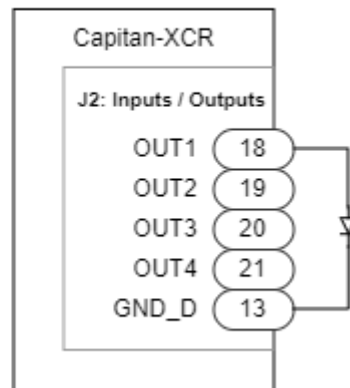 Capitan-XCR
J2: Inputs / Outputs
OUT1 18
OUT2 19
OUT3 20
OUT4 21
GND_D 13